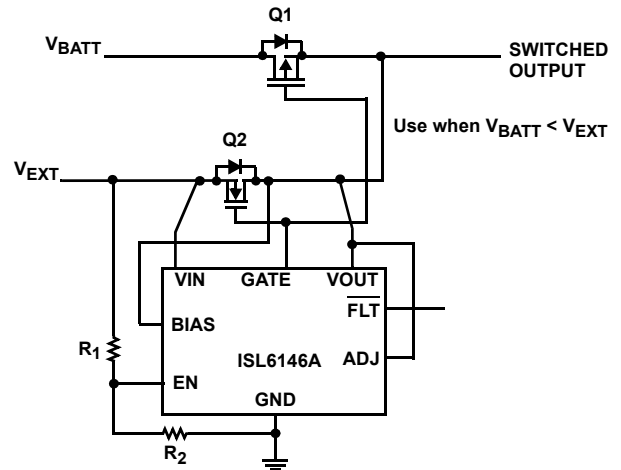 Q1
VBATT
SWITCHED
OUTPUT
Use when VBATT < VEXT
Q2
VEXT
VIN GATE VOUT
FLT
BIAS
R1
ISL6146A
ADJ
EN
GND
R2